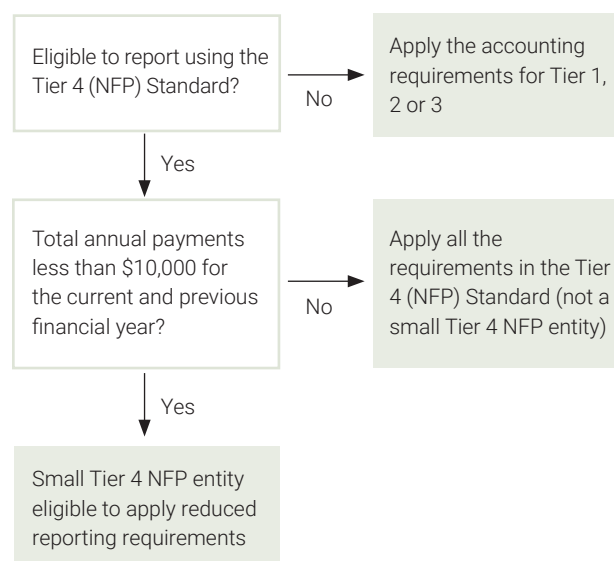 Eligible to report using the
Tier 4 (NFP) Standard?
No
Apply the accounting
requirements for Tier 1,
2 or 3
Yes
Total annual payments
less than $10,000 for
the current and previous
financial year?
No
Apply all the
requirements in the Tier
4 (NFP) Standard (not a
small Tier 4 NFP entity)
Yes
Small Tier 4 NFP entity
eligible to apply reduced
reporting requirements